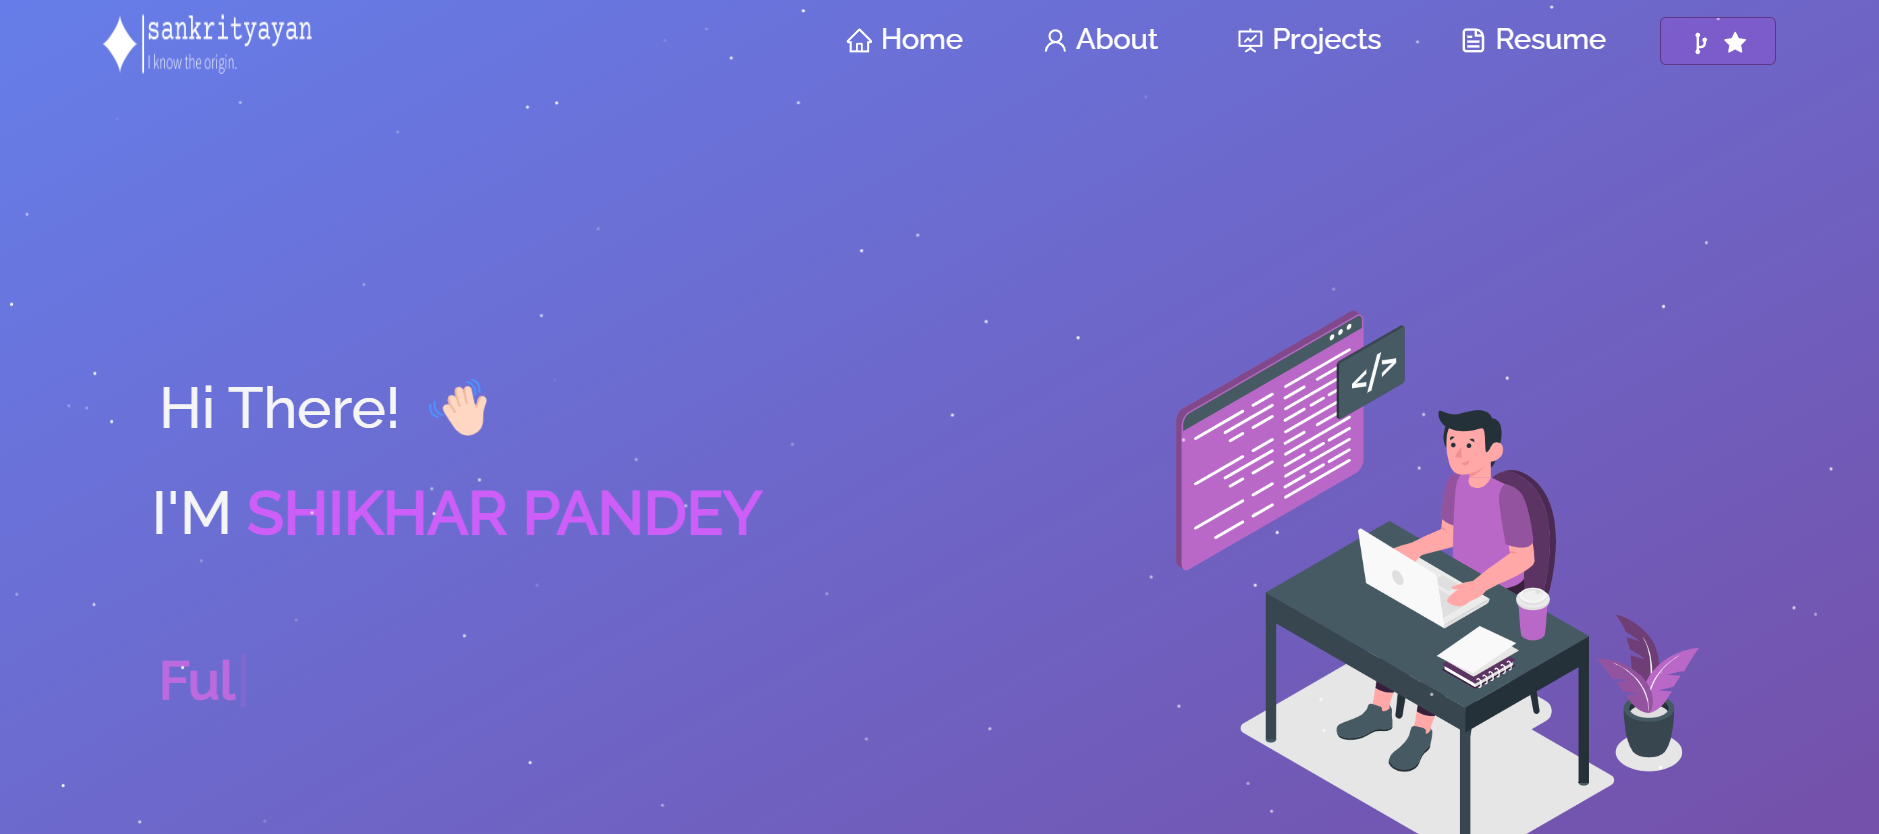 sankrityayan
I know the origin.
Home
About
Projects
Resume
Hi There!
I'M SHIKHAR PANDEY
Ful
</>